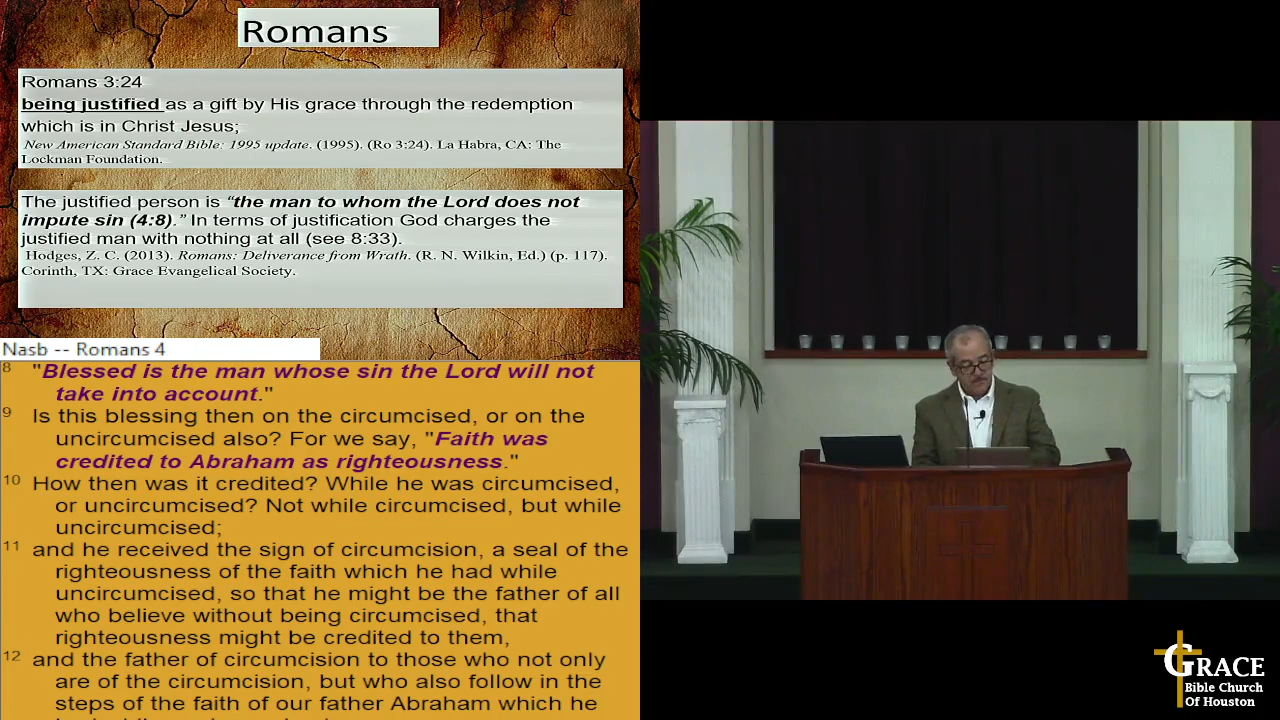 Romans
Romans 3:24
being justified as a gift by His grace through the redemption
which is in Christ Jesus;
New American Standard Bible: 1995 update. (1995). (Ro 3:24). La Habra, CA: The
Lockman Foundation.
The justified person is “the man to whom the Lord does not
impute sin (4:8).” In terms of justification God charges the
justified man with nothing at all (see 8:33).
Hodges, Z. C. (2013). Romans: Deliverance from Wrath. (R. N. Wilkin, Ed.) (p. 117).
Corinth, TX: Grace Evangelical Society.
Nasb -- Romans 4
8 "Blessed is the man whose sin the Lord will not
take into account."
9 Is this blessing then on the circumcised, or on the
uncircumcised also? For we say, "Faith was
credited to Abraham as righteousness."
10 How then was it credited? While he was circumcised,
or uncircumcised? Not while circumcised, but while
uncircumcised;
11 and he received the sign of circumcision, a seal of the
righteousness of the faith which he had while
uncircumcised, so that he might be the father of all
who believe without being circumcised, that
righteousness might be credited to them,
12 and the father of circumcision to those who not only
are of the circumcision, but who also follow in the
steps of the faith of our father Abraham which he
GRACE
Bible Church
Of Houston